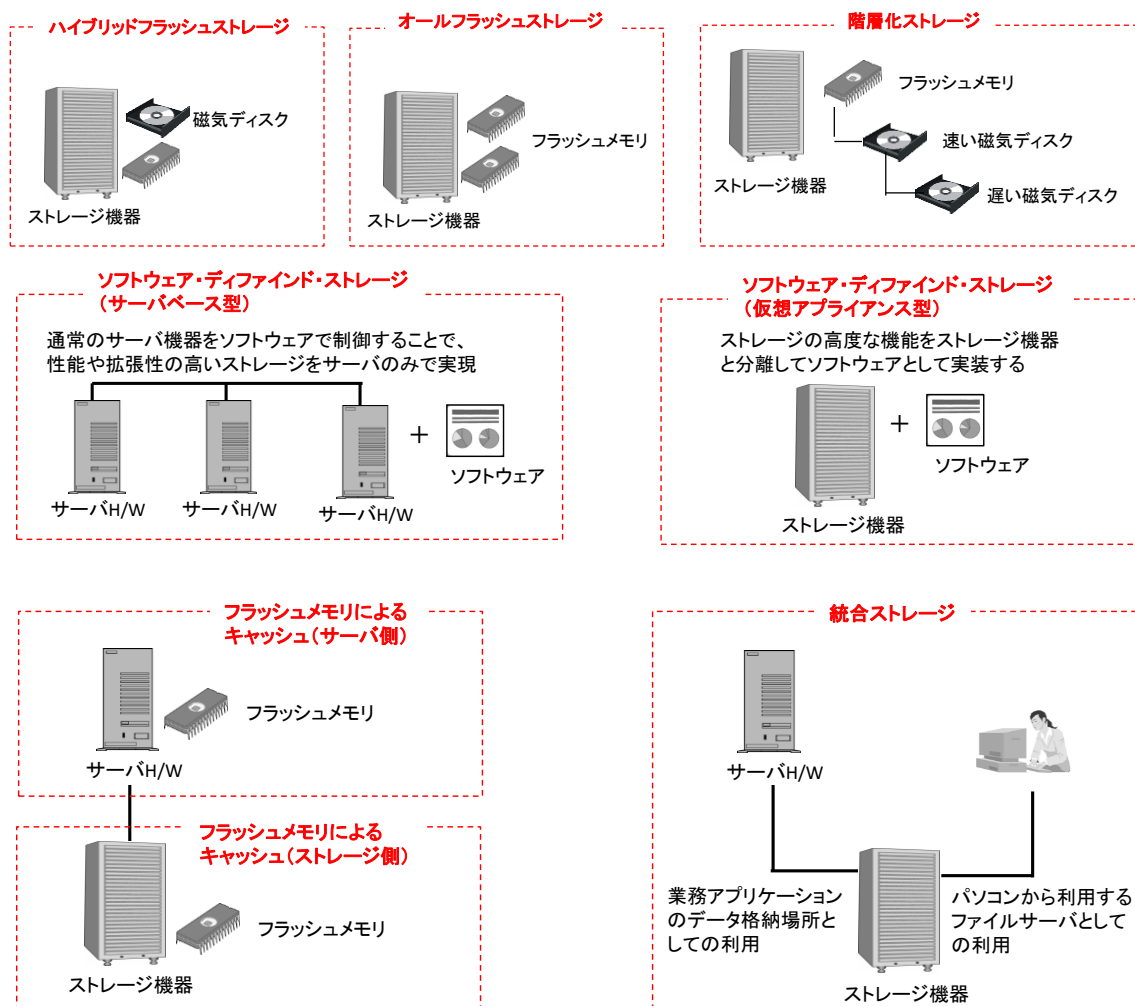 ハイブリッドフラッシュストレージ
磁気ディスク
ストレージ機器
オールフラッシュストレージ
フラッシュメモリ
ストレージ機器
階層化ストレージ
フラッシュメモリ
速い磁気ディスク
遅い磁気ディスク
ストレージ機器
ソフトウェア・ディファインド・ストレージ
(サーバベース型)
通常のサーバ機器をソフトウェアで制御することで、
性能や拡張性の高いストレージをサーバのみで実現
+
ソフトウェア
サーバH/W
サーバH/W
サーバH/W
ソフトウェア・ディファインド・ストレージ
(仮想アプライアンス型)
ストレージの高度な機能をストレージ機器
と分離してソフトウェアとして実装する
+
ソフトウェア
ストレージ機器
フラッシュメモリによる
キャッシュ(サーバ側)
フラッシュメモリ
サーバH/W
フラッシュメモリによる
キャッシュ(ストレージ側)
フラッシュメモリ
ストレージ機器
統合ストレージ
サーバH/W
業務アプリケーション
のデータ格納場所と
しての利用
パソコンから利用する
ファイルサーバとして
の利用
ストレージ機器